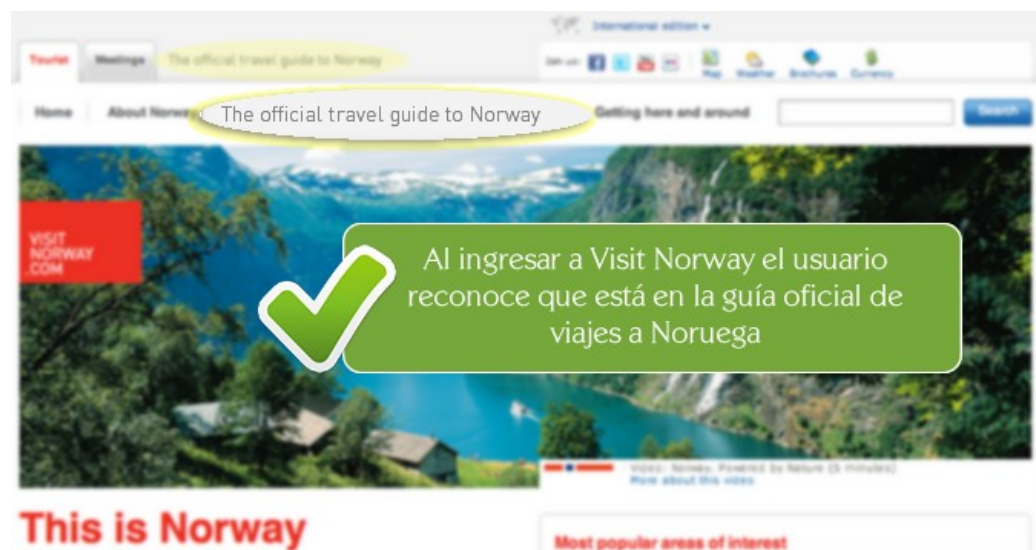 International edition
Tourist
Meetings
The official travel guide to Norway
Join us:
Map
Weather
Brochures
Currency
Home
About Norway
The official travel guide to Norway
Getting here and around
Search
VISIT
NORWAY
.COM
Al ingresar a Visit Norway el usuario
reconoce que está en la guía oficial de
viajes a Noruega
Video: Norway. Powered by Nature (5 minutes)
More about this video
This is Norway
Most popular areas of interest